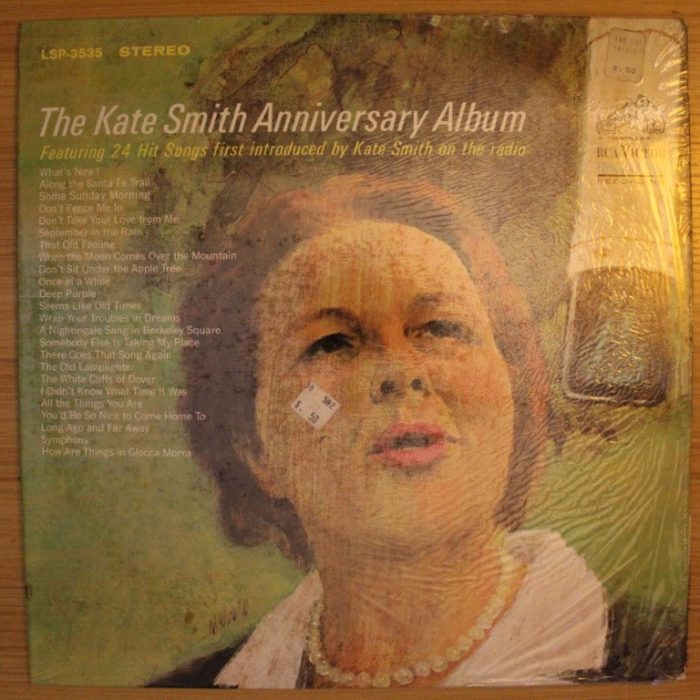 LSP-3535 STEREO
The Kate Smith Anniversary Album
Featuring 24 Hit Songs first introduced by Kate Smith on the radio
What's New?
Along the Santa Fe Trail
Some Sunday Morning
Don't Fence Me In
Don't Take Your Love from Me
September in the Rain
That Old Feeling
When the Moon Comes Over the Mountain
Don't Sit Under the Apple Tree
Once in a While
Deep Purple
Seems Like Old Times
Wrap Your Troubles in Dreams
A Nightingale Sang in Berkeley Square
Somebody Else Is Taking My Place
There Goes That Song Again
The Old Lamplighter
The White Cliffs of Dover
I Didn't Know What Time It Was
All the Things You Are
You'd Be So Nice to Come Home To
Long Ago and Far Away
Symphony
How Are Things in Glocca Morra
RCA VICTOR